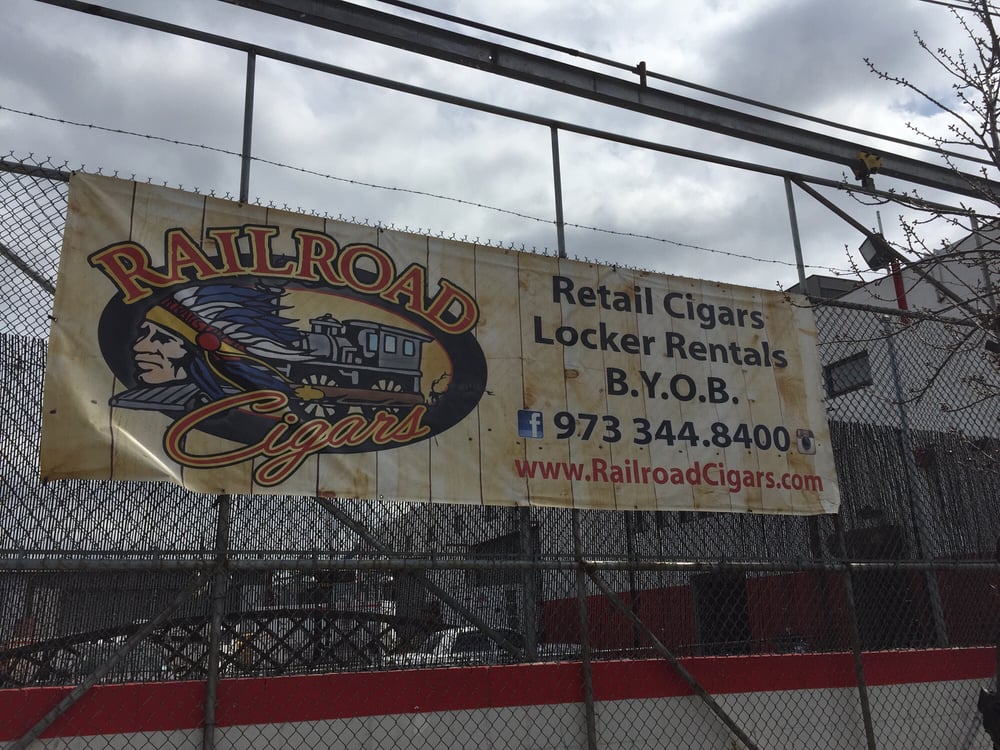 RAILROAD
Cigars
Retail Cigars
Locker Rentals
B.Y.O.B.
973 344.8400
www.RailroadCigars.com